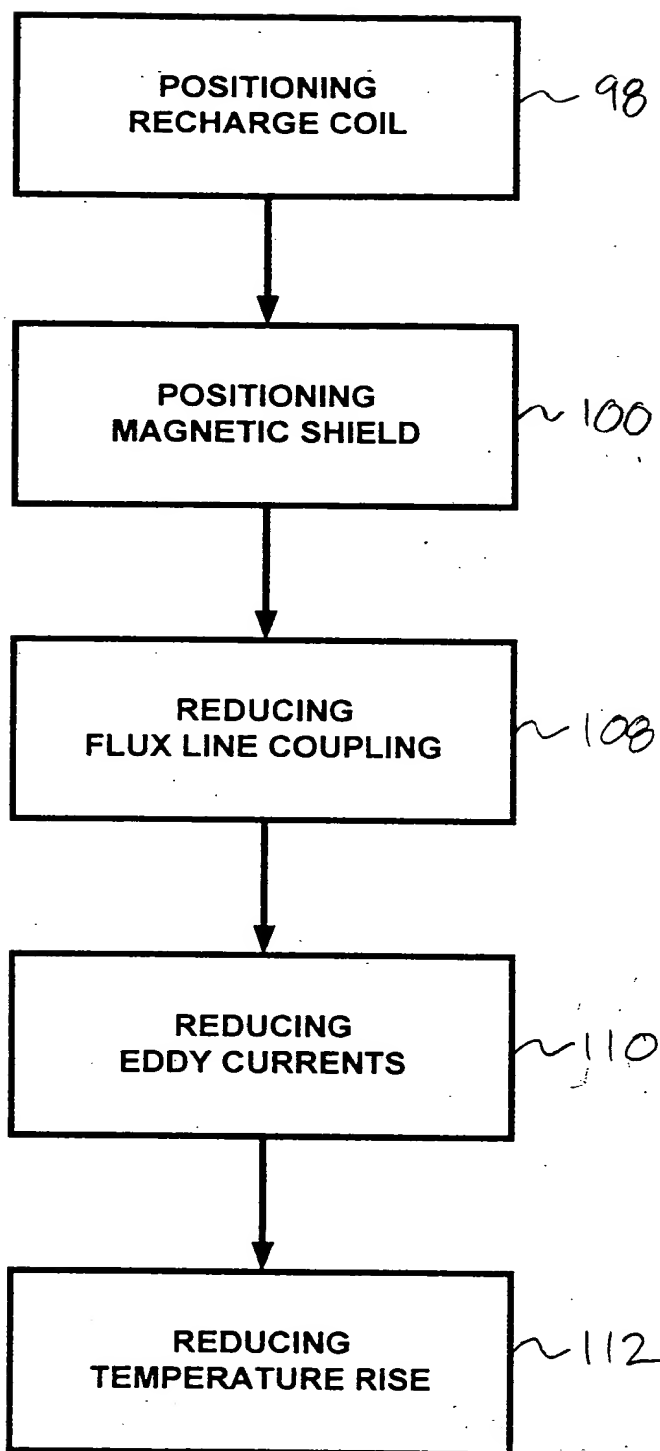 POSITIONING
RECHARGE COIL
98
POSITIONING
MAGNETIC SHIELD
100
REDUCING
FLUX LINE COUPLING
108
REDUCING
EDDY CURRENTS
110
REDUCING
TEMPERATURE RISE
112